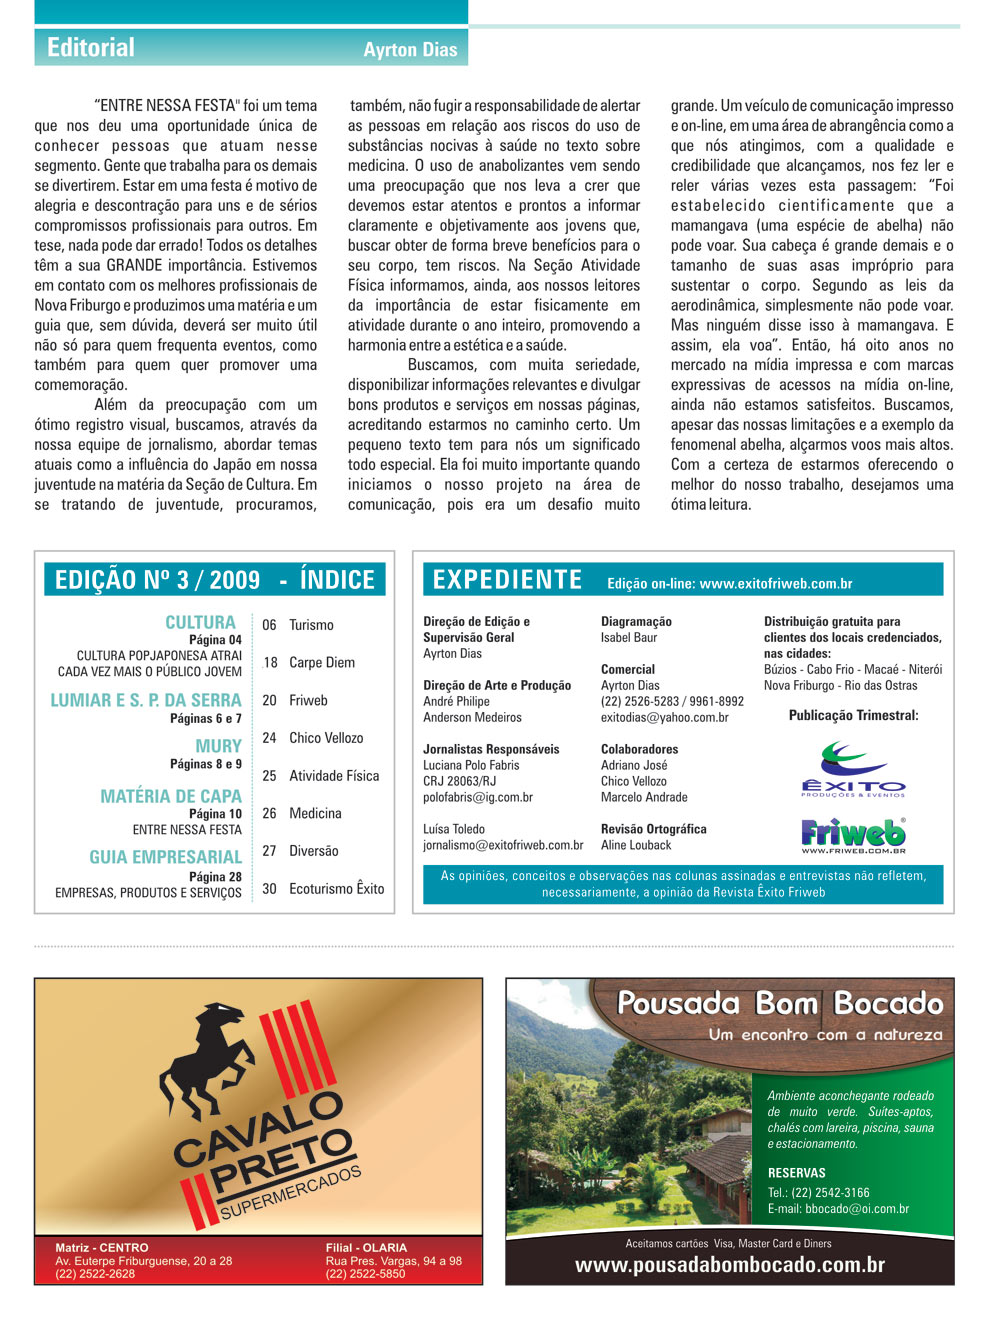 Editorial
Ayrton Dias
“ENTRE NESSA FESTA" foi um tema
que nos deu uma oportunidade única de
conhecer pessoas que atuam nesse
segmento. Gente que trabalha para os demais
se divertirem. Estar em uma festa é motivo de
alegria e descontração para uns e de sérios
compromissos profissionais para outros. Em
tese, nada pode dar errado! Todos os detalhes
têm a sua GRANDE importância. Estivemos
em contato com os melhores profissionais de
Nova Friburgo e produzimos uma matéria e um
guia que, sem dúvida, deverá ser muito útil
não só para quem frequenta eventos, como
também para quem quer promover uma
comemoração.
Além da preocupação com um
ótimo registro visual, buscamos, através da
nossa equipe de jornalismo, abordar temas
atuais como a influência do Japão em nossa
juventude na matéria da Seção de Cultura. Em
se tratando de juventude, procuramos,
também, não fugir a responsabilidade de alertar
as pessoas em relação aos riscos do uso de
substâncias nocivas à saúde no texto sobre
medicina. O uso de anabolizantes vem sendo
uma preocupação que nos leva a crer que
devemos estar atentos e prontos a informar
claramente e objetivamente aos jovens que,
buscar obter de forma breve benefícios para o
seu corpo, tem riscos. Na Seção Atividade
Física informamos, ainda, aos nossos leitores
da importância de estar fisicamente em
atividade durante o ano inteiro, promovendo a
harmonia entre a estética e a saúde.
Buscamos, com muita seriedade,
disponibilizar informações relevantes e divulgar
bons produtos e serviços em nossas páginas,
acreditando estarmos no caminho certo. Um
pequeno texto tem para nós um significado
todo especial. Ela foi muito importante quando
iniciamos o nosso projeto na área de
comunicação, pois era um desafio muito
grande. Um veículo de comunicação impresso
e on-line, em uma área de abrangência como a
que nós atingimos, com a qualidade e
credibilidade que alcançamos, nos fez ler e
reler várias vezes esta passagem: “Foi
estabelecido cientificamente que a
mamangava (uma espécie de abelha) não
pode voar. Sua cabeça é grande demais e o
tamanho de suas asas impróprio para
sustentar o corpo. Segundo as leis da
aerodinâmica, simplesmente não pode voar.
Mas ninguém disse isso à mamangava. E
assim, ela voa”. Então, há oito anos no
mercado na mídia impressa e com marcas
expressivas de acessos na mídia on-line,
ainda não estamos satisfeitos. Buscamos,
apesar das nossas limitações e a exemplo da
fenomenal abelha, alçarmos voos mais altos.
Com a certeza de estarmos oferecendo o
melhor do nosso trabalho, desejamos uma
ótima leitura.
EDIÇÃO Nº 3 / 2009 - ÍNDICE
CULTURA
Página 04
CULTURA POPJAPONESA ATRAI
CADA VEZ MAIS O PÚBLICO JOVEM
LUMIAR E S. P. DA SERRA
Páginas 6 e 7
MURY
Páginas 8 e 9
MATÉRIA DE CAPA
Página 10
ENTRE NESSA FESTA
GUIA EMPRESARIAL
Página 28
EMPRESAS, PRODUTOS E SERVIÇOS
06 Turismo
18 Carpe Diem
20 Friweb
24 Chico Vellozo
25 Atividade Física
26 Medicina
27 Diversão
30 Ecoturismo Êxito
EXPEDIENTE Edição on-line: www.exitofriweb.com.br
Direção de Edição e
Supervisão Geral
Ayrton Dias
Direção de Arte e Produção
André Philipe
Anderson Medeiros
Jornalistas Responsáveis
Luciana Polo Fabris
CRJ 28063/RJ
polofabris@ig.com.br
Luísa Toledo
jornalismo@exitofriweb.com.br
Diagramação
Isabel Baur
Comercial
Ayrton Dias
(22) 2526-5283 / 9961-8992
exitodias@yahoo.com.br
Colaboradores
Adriano José
Chico Vellozo
Marcelo Andrade
Revisão Ortográfica
Aline Louback
Distribuição gratuita para
clientes dos locais credenciados,
nas cidades:
Búzios - Cabo Frio - Macaé - Niterói
Nova Friburgo - Rio das Ostras
Publicação Trimestral:
ÊXITO
PRODUÇÕES & EVENTOS
Friweb ®
WWW.FRIWEB.COM.BR
As opiniões, conceitos e observações nas colunas assinadas e entrevistas não refletem,
necessariamente, a opinião da Revista Êxito Friweb
CAVALO
PRETO
SUPERMERCADOS
Matriz - CENTRO
Av. Euterpe Friburguense, 20 a 28
(22) 2522-2628
Filial - OLARIA
Rua Pres. Vargas, 94 a 98
(22) 2522-5850
Pousada Bom Bocado
Um encontro com a natureza
Ambiente aconchegante rodeado
de muito verde. Suítes-aptos,
chalés com lareira, piscina, sauna
e estacionamento.
RESERVAS
Tel.: (22) 2542-3166
E-mail: bbocado@oi.com.br
Aceitamos cartões Visa, Master Card e Diners
www.pousadabombocado.com.br